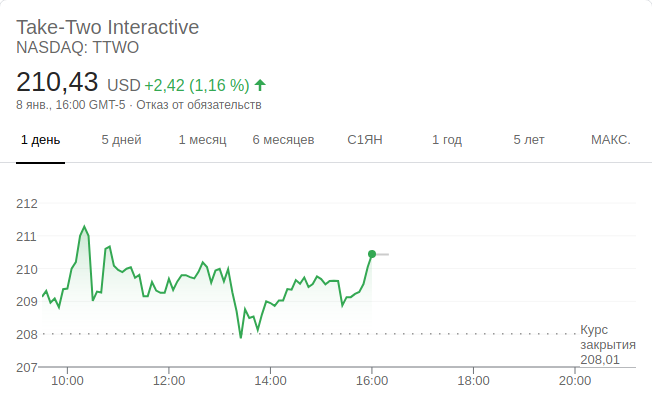 Take-Two Interactive
NASDAQ: TTWO
210,43 USD +2,42 (1,16 %)
8 янв., 16:00 GMT-5 · Отказ от обязательств
1 день 5 дней 1 месяц 6 месяцев С1ЯН 1 год 5 лет МАКС.
212
211
210
209
208
207
Курс
закрытия
208,01
10:00 12:00 14:00 16:00 18:00 20:00